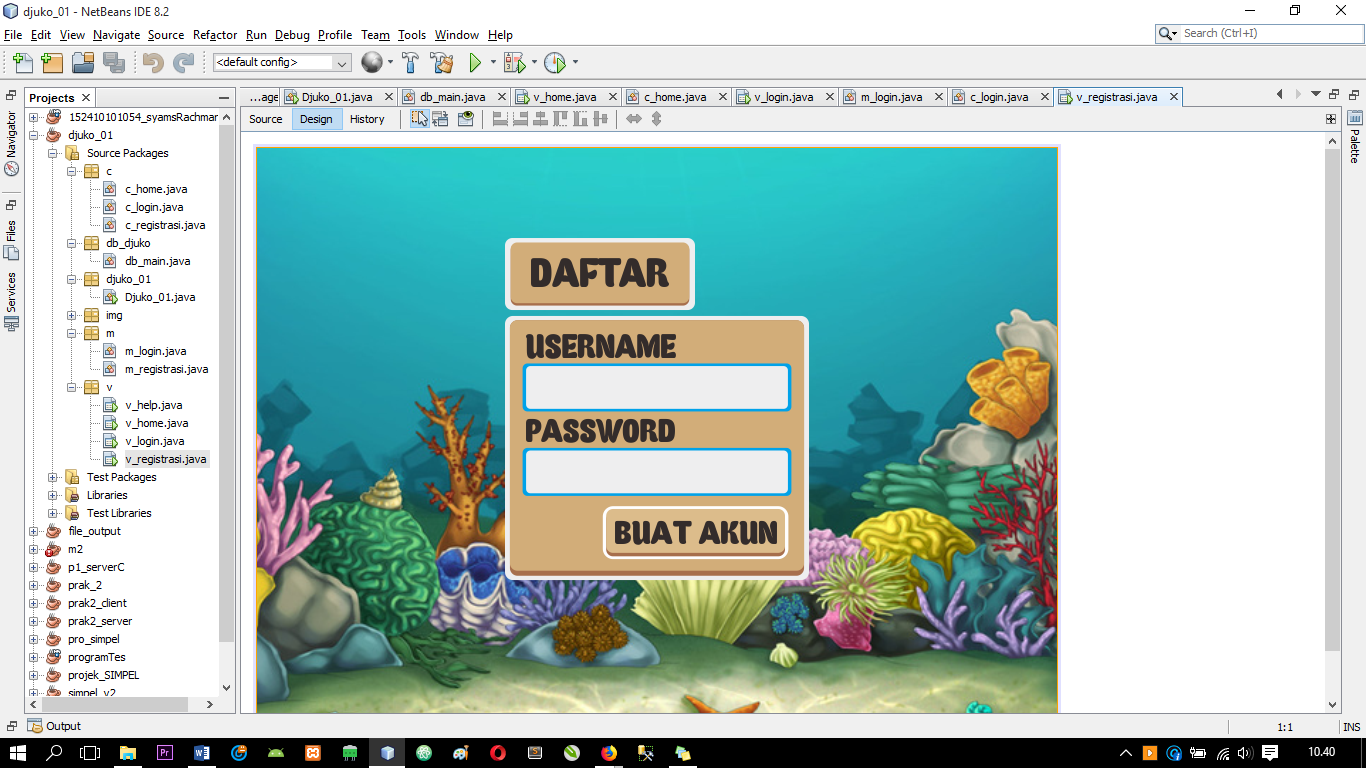 djuko_01 - NetBeans IDE 8.2
File Edit View Navigate Source Refactor Run Debug Profile Team Tools Window Help
Search (Ctrl+I)
<default config>
Projects
...age Djuko_01.java db_main.java v_home.java c_home.java v_login.java m_login.java c_login.java v_registrasi.java
Source Design History
Navigator
Files
Services
Palette
152410101054_syamsRachmar
djuko_01
Source Packages
c
c_home.java
c_login.java
c_registrasi.java
db_djuko
db_main.java
djuko_01
Djuko_01.java
img
m
m_login.java
m_registrasi.java
v
v_help.java
v_home.java
v_login.java
v_registrasi.java
Test Packages
Libraries
Test Libraries
file_output
m2
p1_serverC
prak_2
prak2_client
prak2_server
pro_simpel
programTes
projek_SIMPEL
simpel_v2
DAFTAR
USERNAME
PASSWORD
BUAT AKUN
Output
1:1 INS
Pr
10.40